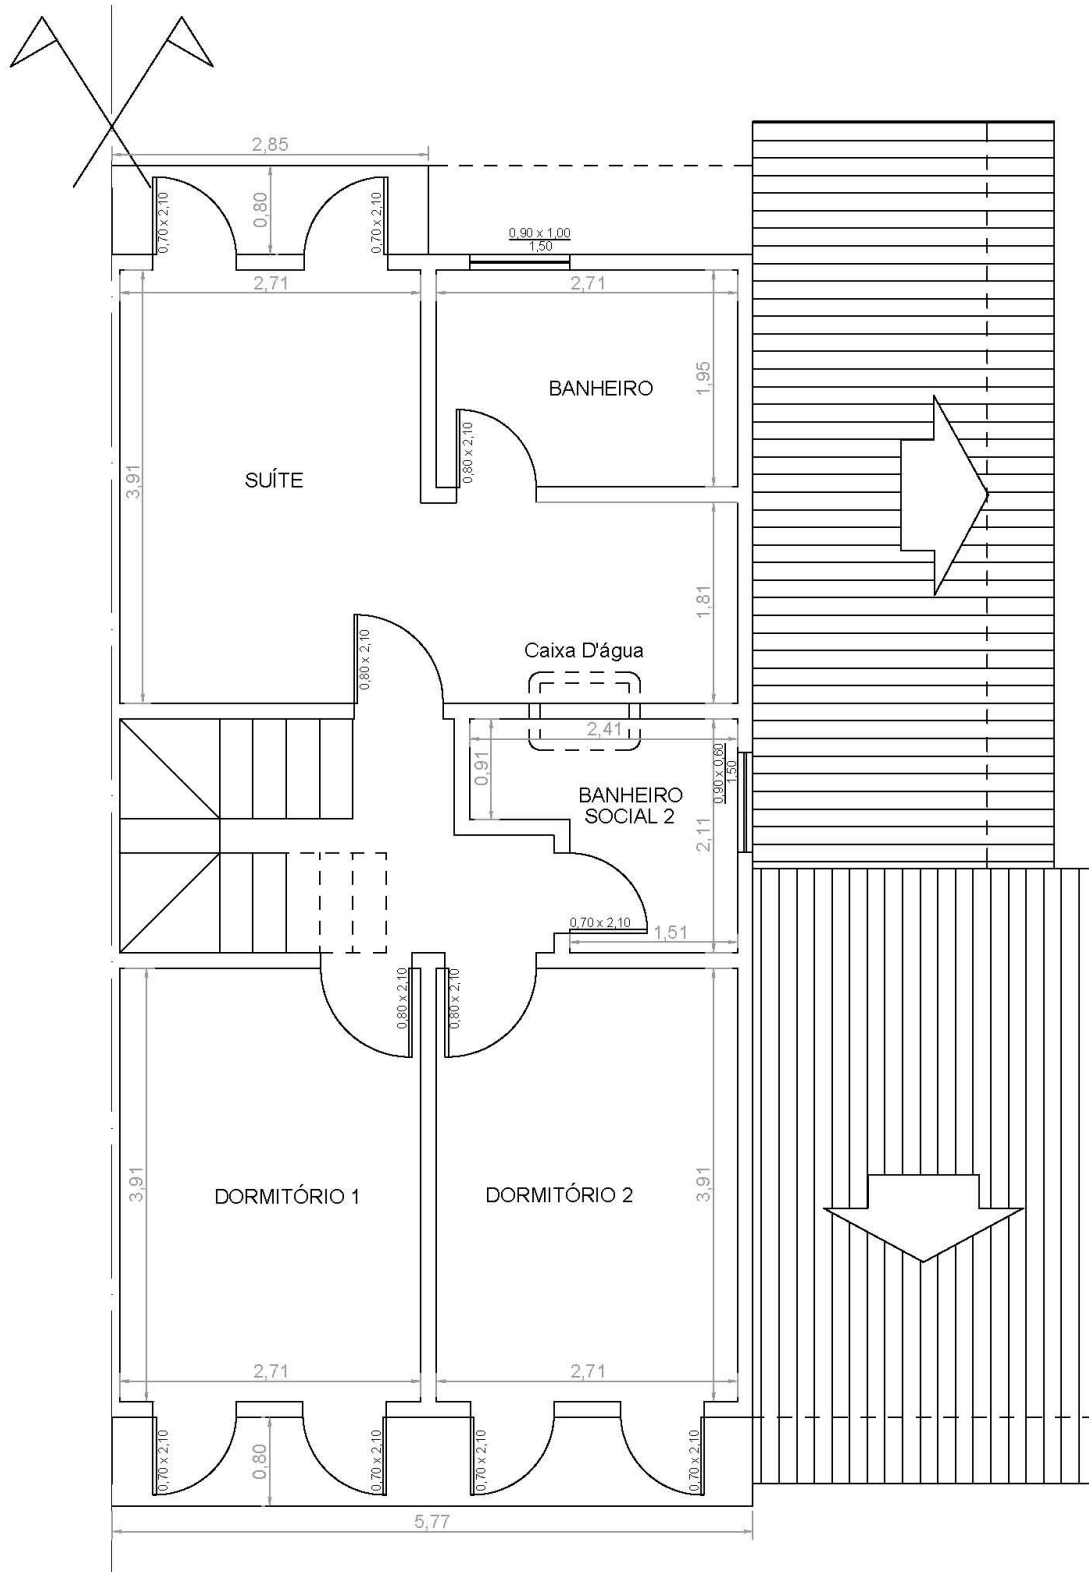 2,85
0,70 x 2,10
0,80
0,70 x 2,10
0,90 x 1,00
1,50
2,71
2,71
1,95
BANHEIRO
0,80 x 2,10
3,91
SUÍTE
1,81
0,80 x 2,10
Caixa D'água
2,41
0,91
0,90 x 0,60
1,50
BANHEIRO
SOCIAL 2
2,11
0,70 x 2,10
1,51
0,80 x 2,10
0,80 x 2,10
3,91
DORMITÓRIO 1
DORMITÓRIO 2
3,91
2,71
2,71
0,70 x 2,10
0,80
0,70 x 2,10
0,70 x 2,10
0,70 x 2,10
5,77